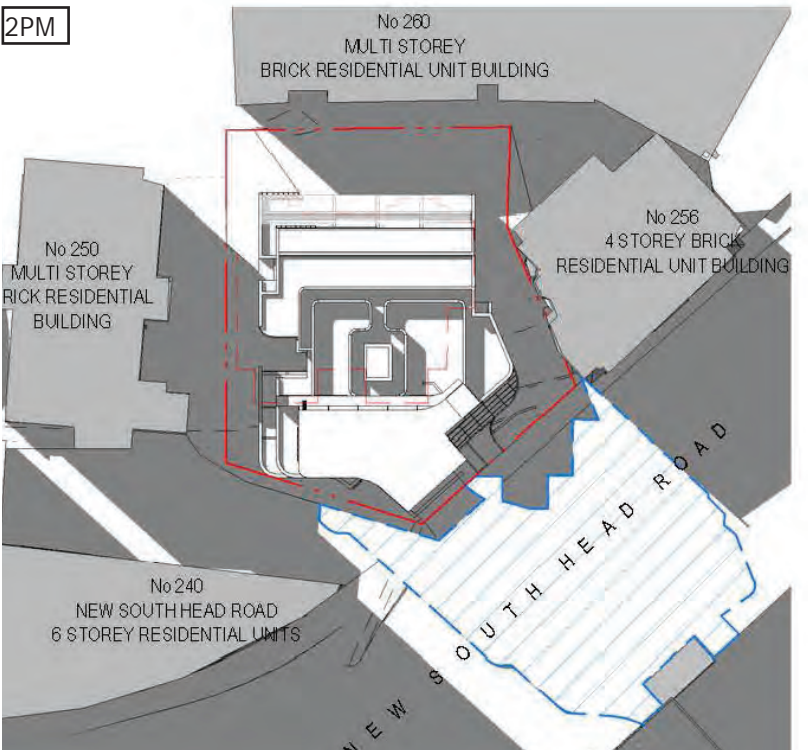 2PM
No 260
MULTI STOREY
BRICK RESIDENTIAL UNIT BUILDING
No 256
4 STOREY BRICK
RESIDENTIAL UNIT BUILDING
No 250
MULTI STOREY
RICK RESIDENTIAL
BUILDING
No 240
NEW SOUTH HEAD ROAD
6 STOREY RESIDENTIAL UNITS
NEW SOUTH HEAD ROAD